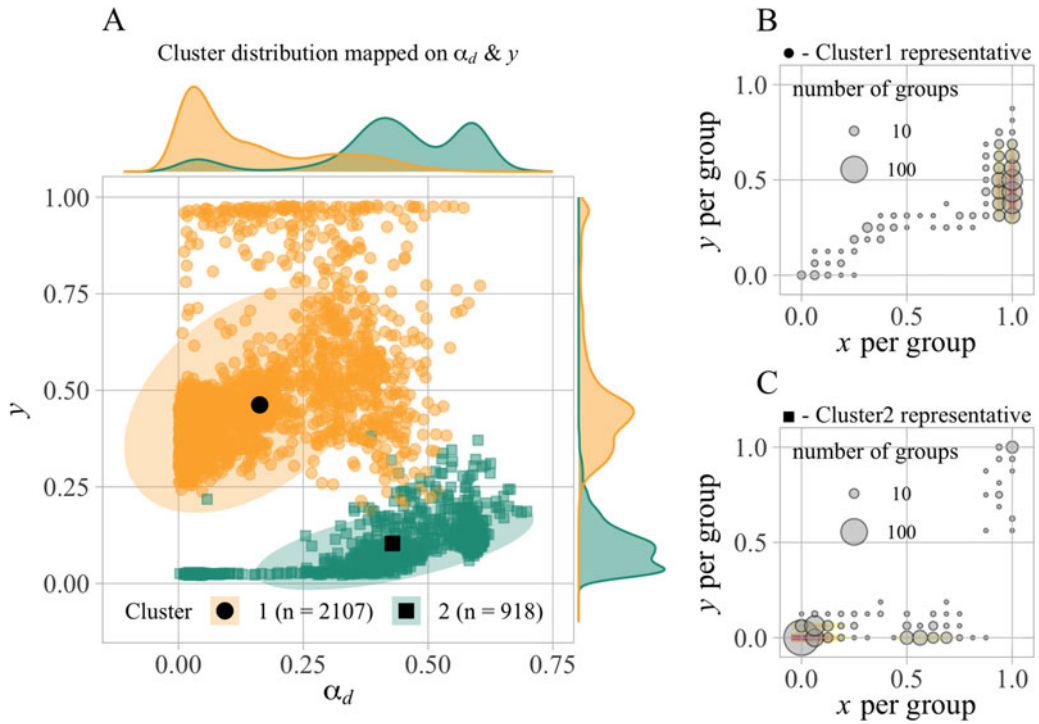 A
Cluster distribution mapped on α_d & y
1.00
0.75
0.50
0.25
0.00
y
Cluster 1 (n = 2107) 2 (n = 918)
0.00 0.25 0.50 0.75
α_d
B
- Cluster1 representative
number of groups
10
100
1.0
0.5
0.0
y per group
0.0 0.5 1.0
x per group
C
- Cluster2 representative
number of groups
10
100
1.0
0.5
0.0
y per group
0.0 0.5 1.0
x per group